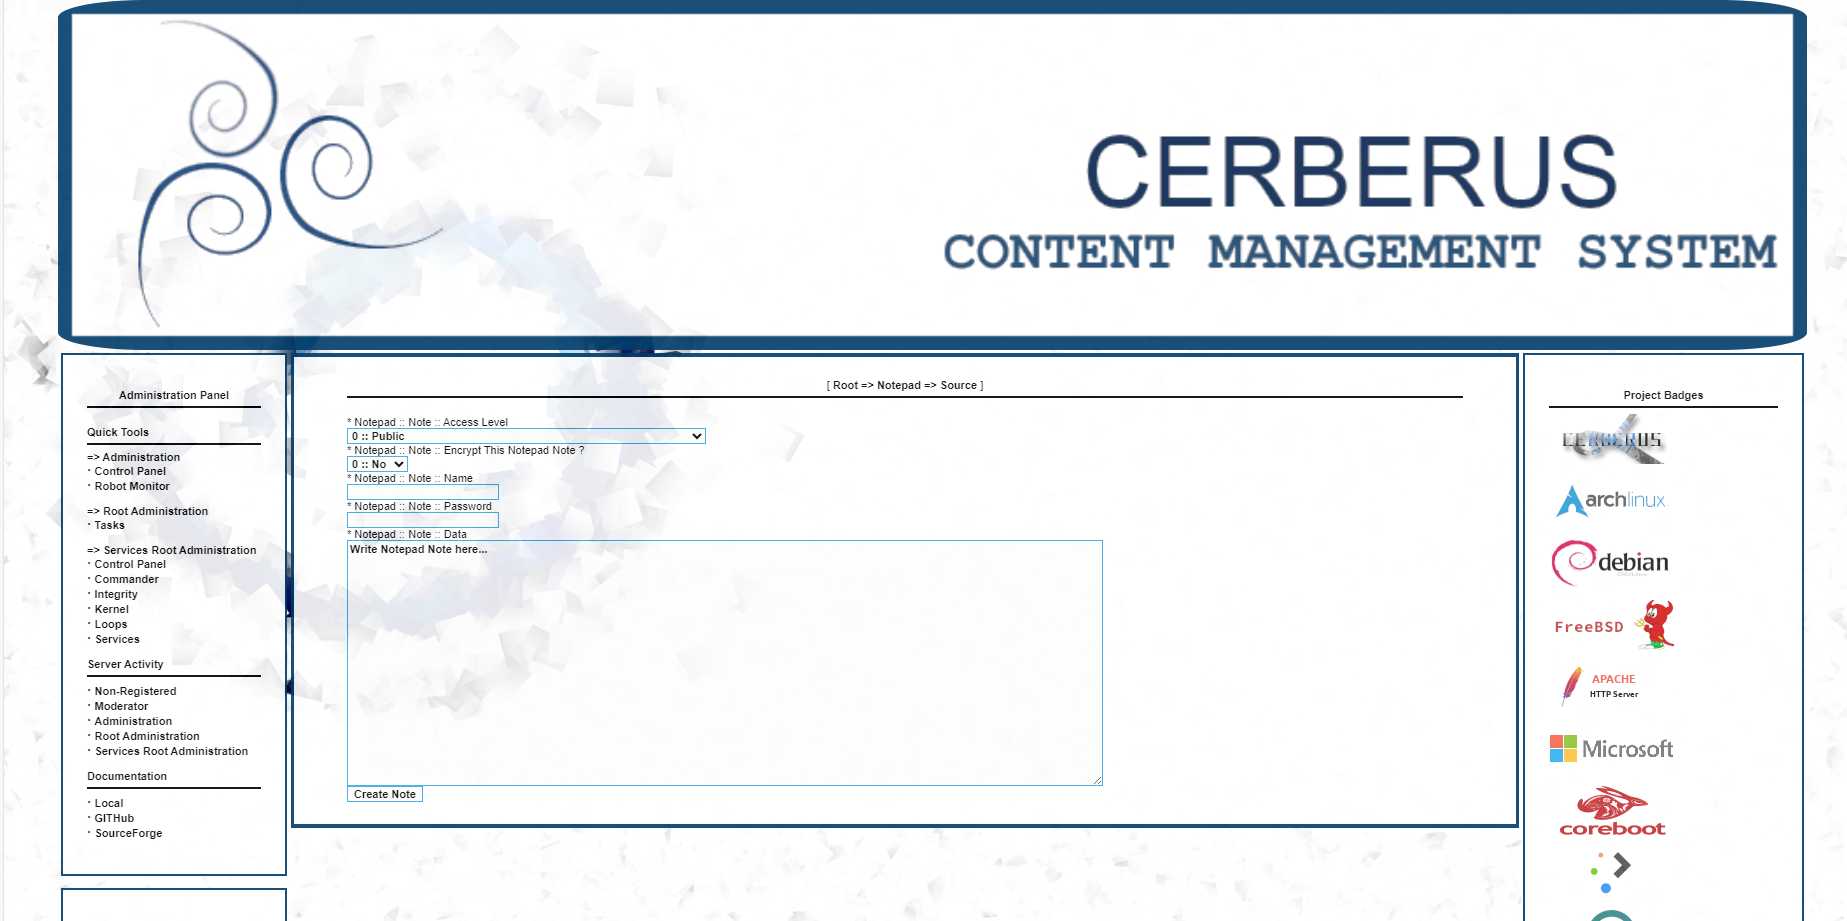 CERBERUS
CONTENT MANAGEMENT SYSTEM
Administration Panel
Quick Tools
=> Administration
· Control Panel
· Robot Monitor
=> Root Administration
· Tasks
=> Services Root Administration
· Control Panel
· Commander
· Integrity
· Kernel
· Loops
· Services
Server Activity
· Non-Registered
· Moderator
· Administration
· Root Administration
· Services Root Administration
Documentation
· Local
· GITHub
· SourceForge
[ Root => Notepad => Source ]
* Notepad :: Note :: Access Level
0 :: Public
* Notepad :: Note :: Encrypt This Notepad Note ?
0 :: No
* Notepad :: Note :: Name
* Notepad :: Note :: Password
* Notepad :: Note :: Data
Write Notepad Note here...
Create Note
Project Badges
CERBERUS
archlinux
debian
FreeBSD
APACHE
HTTP Server
Microsoft
coreboot